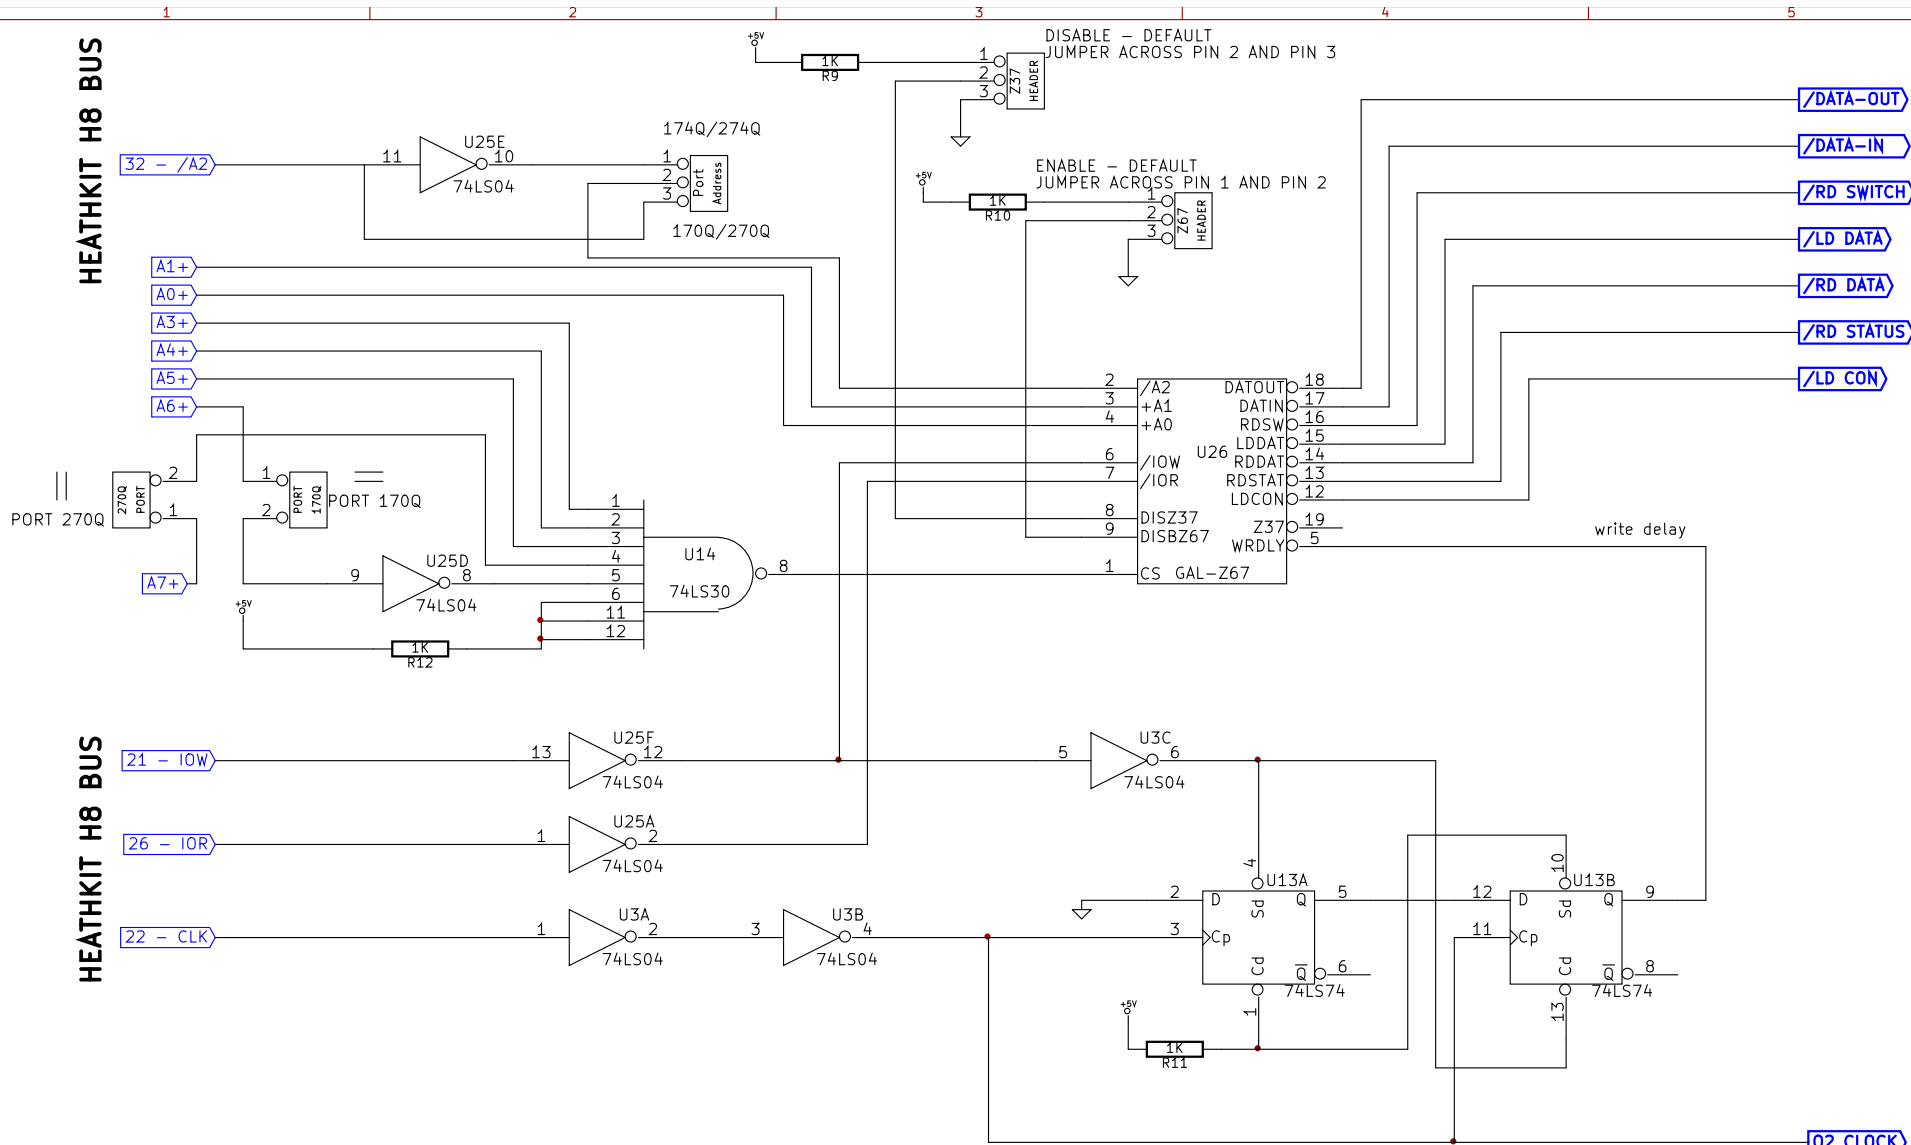 1 2 3 4 5
HEATHKIT H8 BUS
+5V
1K
R9
1
2
3
Z37
HEADER
DISABLE - DEFAULT
JUMPER ACROSS PIN 2 AND PIN 3
32 - /A2
11
U25E
10
74LS04
174Q/274Q
1
2
3
Port
Address
170Q/270Q
+5V
1K
R10
ENABLE - DEFAULT
JUMPER ACROSS PIN 1 AND PIN 2
1
2
3
Z67
HEADER
/DATA-OUT
/DATA-IN
/RD SWITCH
/LD DATA
/RD DATA
/RD STATUS
/LD CON
A1+
A0+
A3+
A4+
A5+
A6+
2
1
270Q
PORT
PORT 270Q
1
2
PORT
170Q
PORT 170Q
A7+
+5V
9
U25D
8
74LS04
1K
R12
1
2
3
4
5
6
11
12
U14
74LS30
8
2 /A2
3 +A1
4 +A0
6 /IOW
7 /IOR
8 DISZ37
9 DISBZ67
1 CS GAL-Z67
U26
DATOUT 18
DATIN 17
RDSW 16
LDDAT 15
RDDAT 14
RDSTAT 13
LDCON 12
Z37 19
WRDLY 5
write delay
HEATHKIT H8 BUS
21 - IOW
13
U25F
12
74LS04
5
U3C
6
74LS04
26 - IOR
1
U25A
2
74LS04
22 - CLK
1
U3A
2
74LS04
3
U3B
4
74LS04
4
U13A
2 D Sd Q 5
3 Cp
Cd Q 6
74LS74
1
+5V
1K
R11
10
U13B
12 D Sd Q 9
11 Cp
Cd Q 8
74LS74
13
02 CLOCK